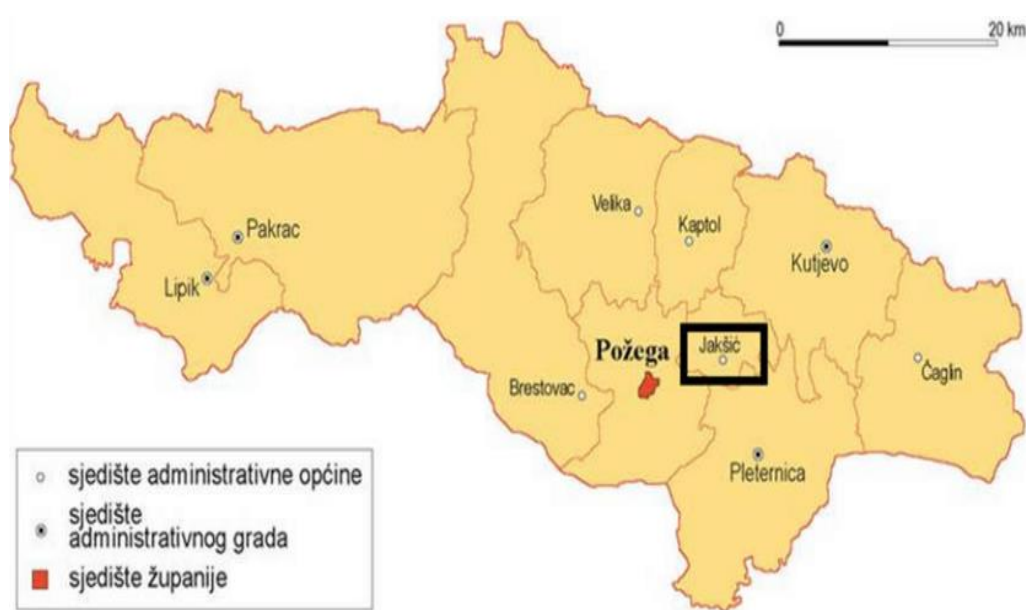 0 20 km
Velika
Kaptol
Pakrac
Kutjevo
Lipik
Požega
Jakšić
Čaglin
Brestovac
Pleternica
sjedište administrativne općine
sjedište
administrativnog grada
sjedište županije